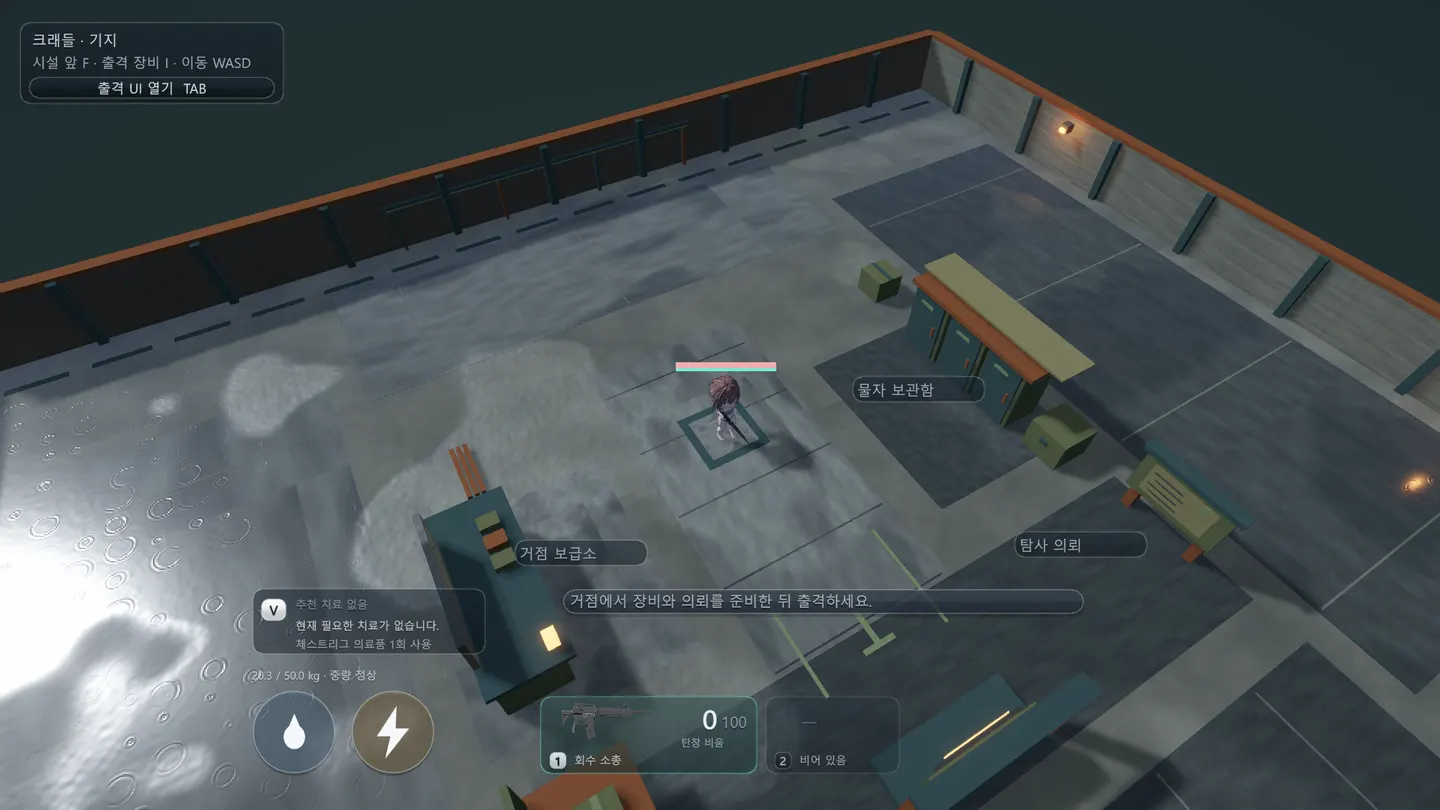 크래들 · 기지
시설 앞 F · 출격 장비 I · 이동 WASD
출격 UI 열기 TAB
물자 보관함
거점 보급소
탐사 의뢰
거점에서 장비와 의뢰를 준비한 뒤 출격하세요.
V
추천 치료 없음
현재 필요한 치료가 없습니다.
체스트리그 의료품 1회 사용
20.3 / 50.0 kg · 중량 정상
0 100
탄창 비움
1 회수 소총
2 비어 있음